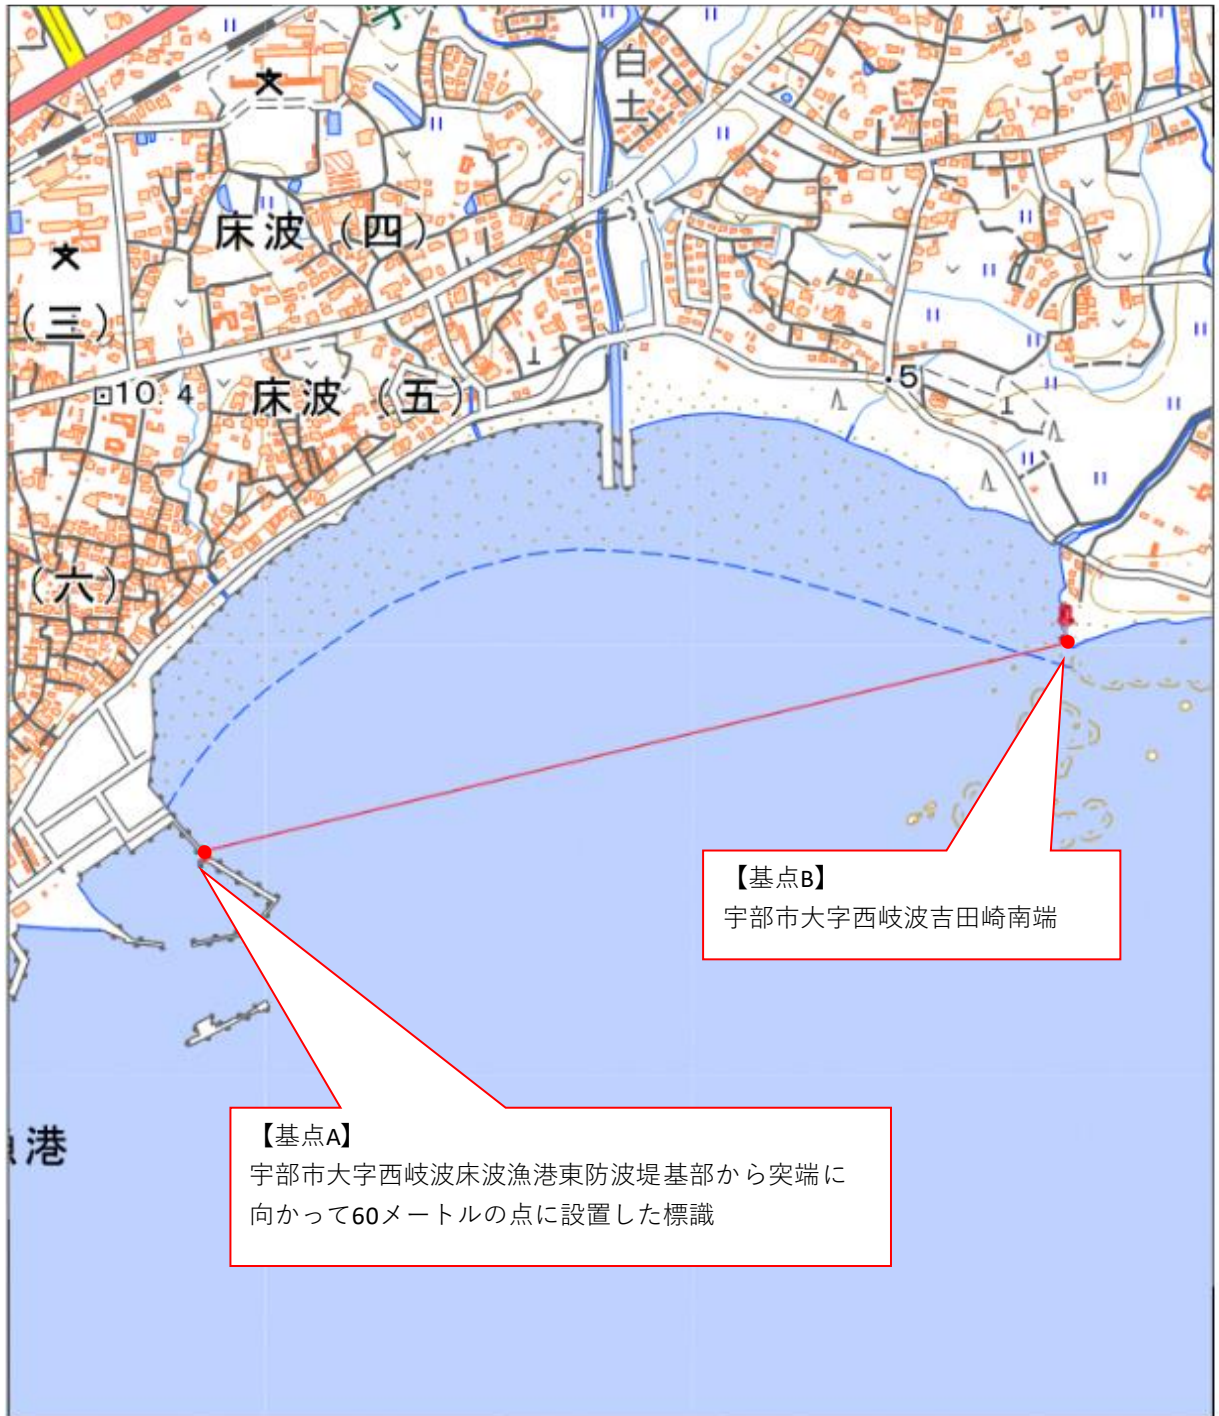 白土
床波（四）
（三）
10.4
床波（五）
5
（六）
【基点B】
宇部市大字西岐波吉田崎南端
【基点A】
宇部市大字西岐波床波漁港東防波堤基部から突端に
向かって60メートルの点に設置した標識
港